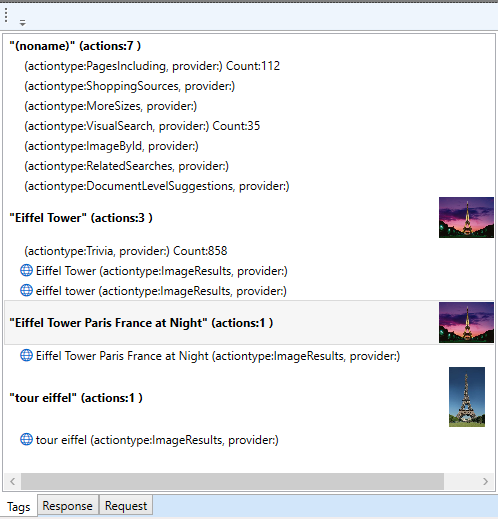 "(noname)" (actions:7 )
(actiontype:PagesIncluding, provider:) Count:112
(actiontype:ShoppingSources, provider:)
(actiontype:MoreSizes, provider:)
(actiontype:VisualSearch, provider:) Count:35
(actiontype:ImageById, provider:)
(actiontype:RelatedSearches, provider:)
(actiontype:DocumentLevelSuggestions, provider:)
"Eiffel Tower" (actions:3 )
(actiontype:Trivia, provider:) Count:858
Eiffel Tower (actiontype:ImageResults, provider:)
eiffel tower (actiontype:ImageResults, provider:)
"Eiffel Tower Paris France at Night" (actions:1 )
Eiffel Tower Paris France at Night (actiontype:ImageResults, provider:)
"tour eiffel" (actions:1 )
tour eiffel (actiontype:ImageResults, provider:)
Tags Response Request